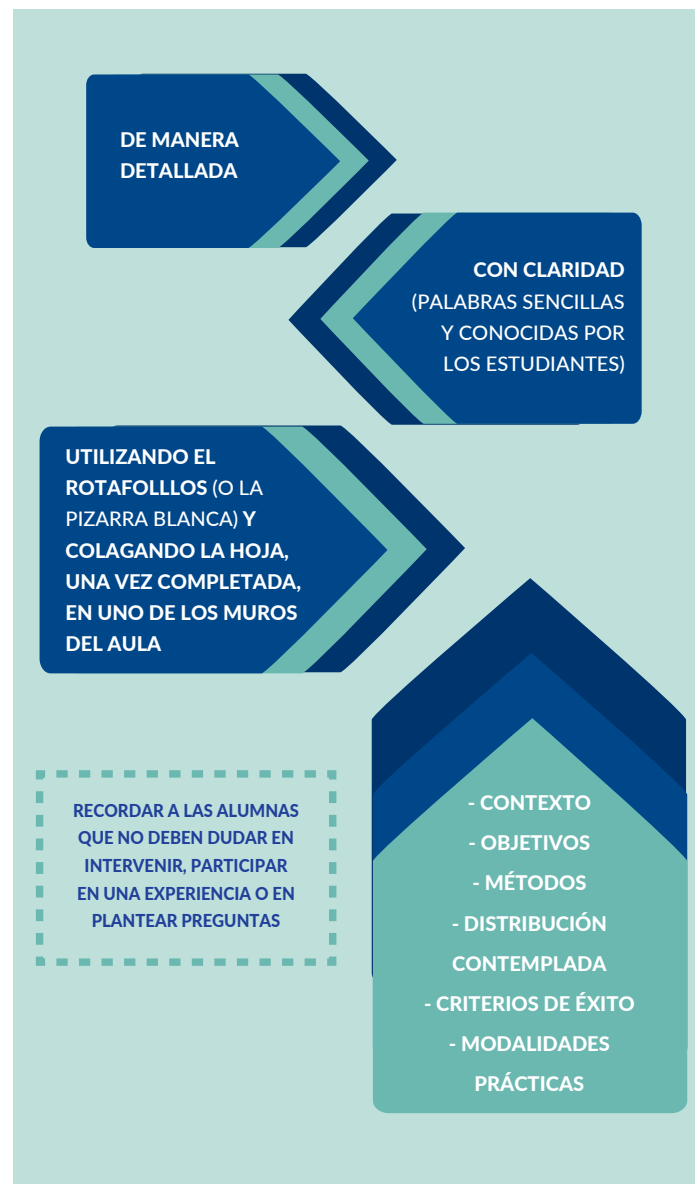 DE MANERA
DETALLADA
CON CLARIDAD
(PALABRAS SENCILLAS
Y CONOCIDAS POR
LOS ESTUDIANTES)
UTILIZANDO EL
ROTAFOLLLOS (O LA
PIZARRA BLANCA) Y
COLAGANDO LA HOJA,
UNA VEZ COMPLETADA,
EN UNO DE LOS MUROS
DEL AULA
RECORDAR A LAS ALUMNAS
QUE NO DEBEN DUDAR EN
INTERVENIR, PARTICIPAR
EN UNA EXPERIENCIA O EN
PLANTEAR PREGUNTAS
- CONTEXTO
- OBJETIVOS
- MÉTODOS
- DISTRIBUCIÓN
CONTEMPLADA
- CRITERIOS DE ÉXITO
- MODALIDADES
PRÁCTICAS